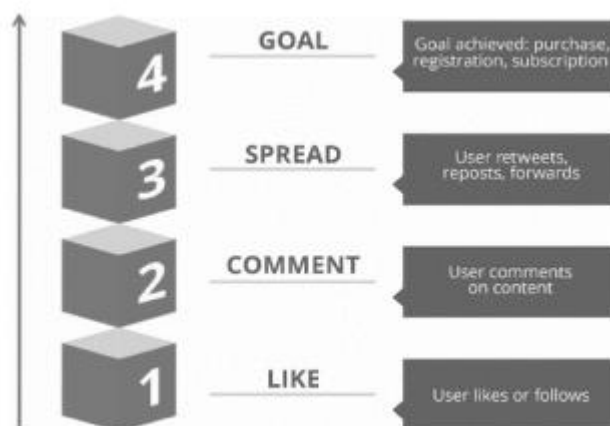 4
GOAL
Goal achieved: purchase,
registration, subscription
3
SPREAD
User retweets,
reposts, forwards
2
COMMENT
User comments
on content
1
LIKE
User likes or follows